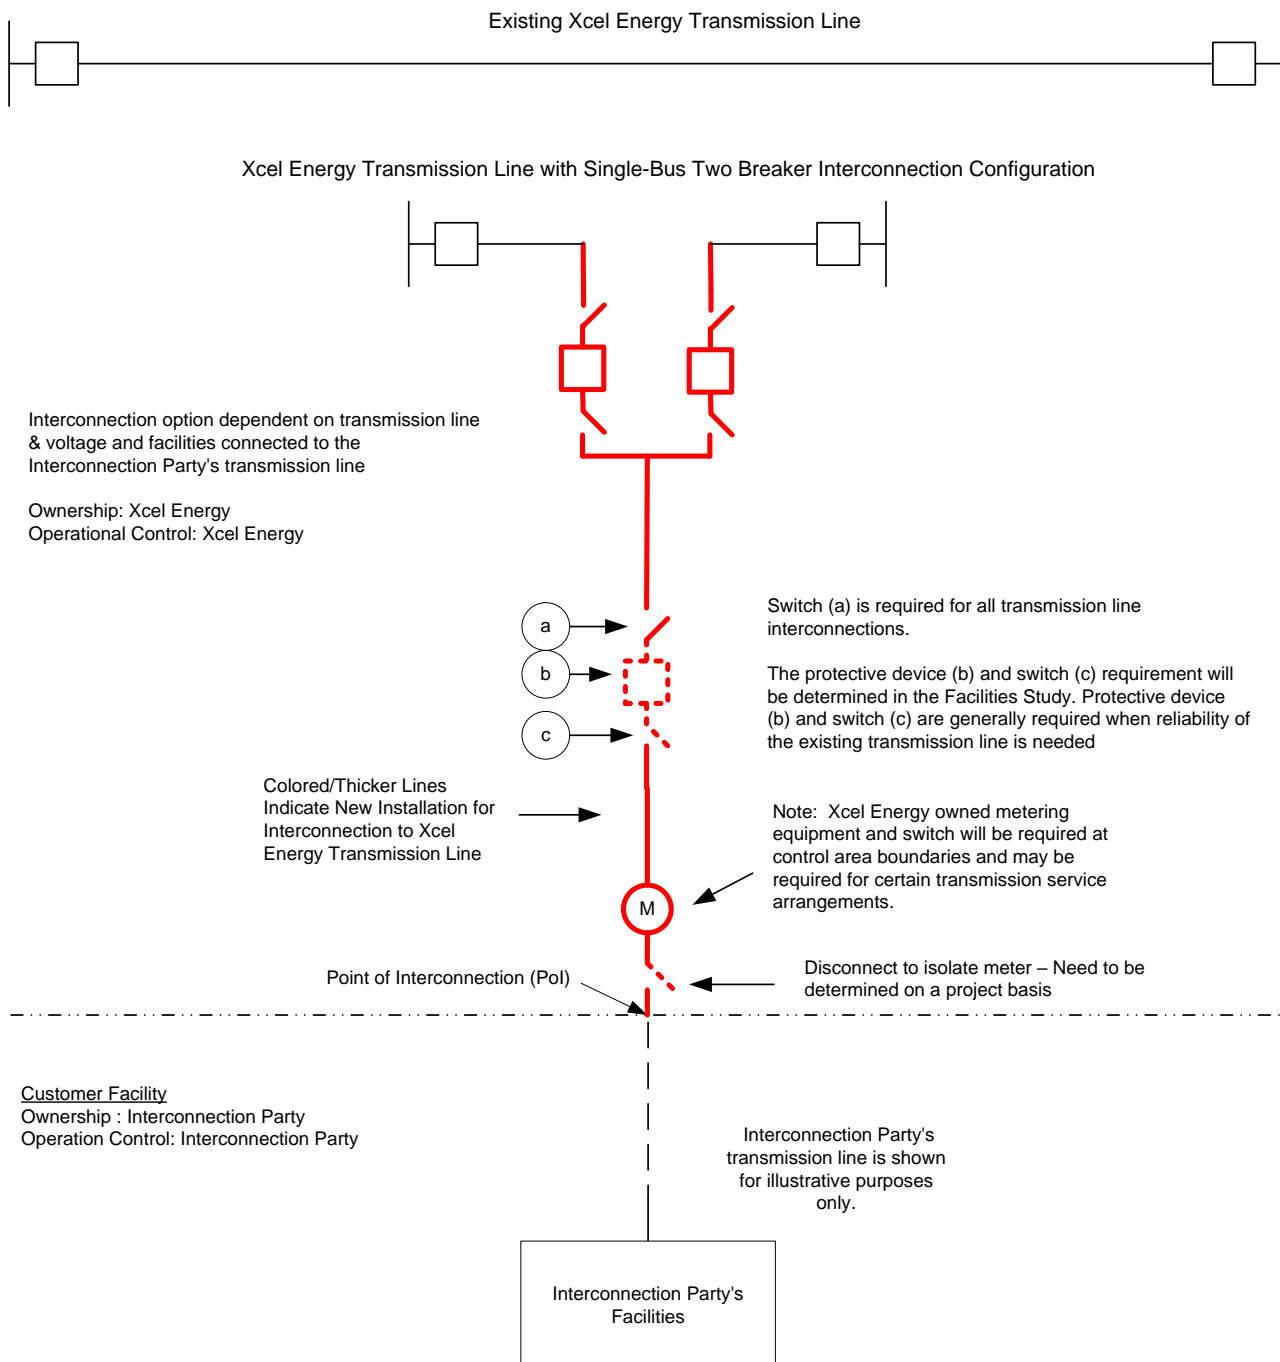 Existing Xcel Energy Transmission Line
Xcel Energy Transmission Line with Single-Bus Two Breaker Interconnection Configuration
Interconnection option dependent on transmission line
& voltage and facilities connected to the
Interconnection Party's transmission line
Ownership: Xcel Energy
Operational Control: Xcel Energy
a
b
c
Switch (a) is required for all transmission line
interconnections.
The protective device (b) and switch (c) requirement will
be determined in the Facilities Study. Protective device
(b) and switch (c) are generally required when reliability of
the existing transmission line is needed
Colored/Thicker Lines
Indicate New Installation for
Interconnection to Xcel
Energy Transmission Line
Note:  Xcel Energy owned metering
equipment and switch will be required at
control area boundaries and may be
required for certain transmission service
arrangements.
M
Point of Interconnection (PoI)
Disconnect to isolate meter – Need to be
determined on a project basis
Customer Facility
Ownership : Interconnection Party
Operation Control: Interconnection Party
Interconnection Party's
transmission line is shown
for illustrative purposes
only.
Interconnection Party's
Facilities